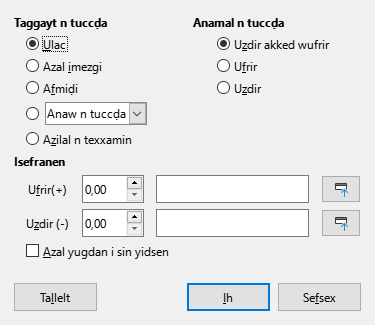 Taggayt n tuccḍa
Anamal n tuccḍa
Ulac
Uzdir akked wufrir
Azal imezgi
Ufrir
Afmiḍi
Uzdir
Anaw n tuccḍa
Aẓilal n texxamin
Isefranen
Ufrir(+)
0,00
Uzdir (-)
0,00
Azal yugdan i sin yidsen
Tallelt
Ih
Sefsex